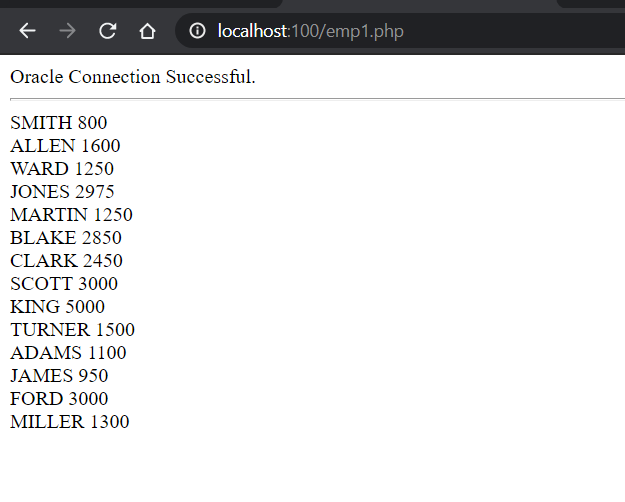 localhost:100/emp1.php
Oracle Connection Successful.
SMITH 800
ALLEN 1600
WARD 1250
JONES 2975
MARTIN 1250
BLAKE 2850
CLARK 2450
SCOTT 3000
KING 5000
TURNER 1500
ADAMS 1100
JAMES 950
FORD 3000
MILLER 1300